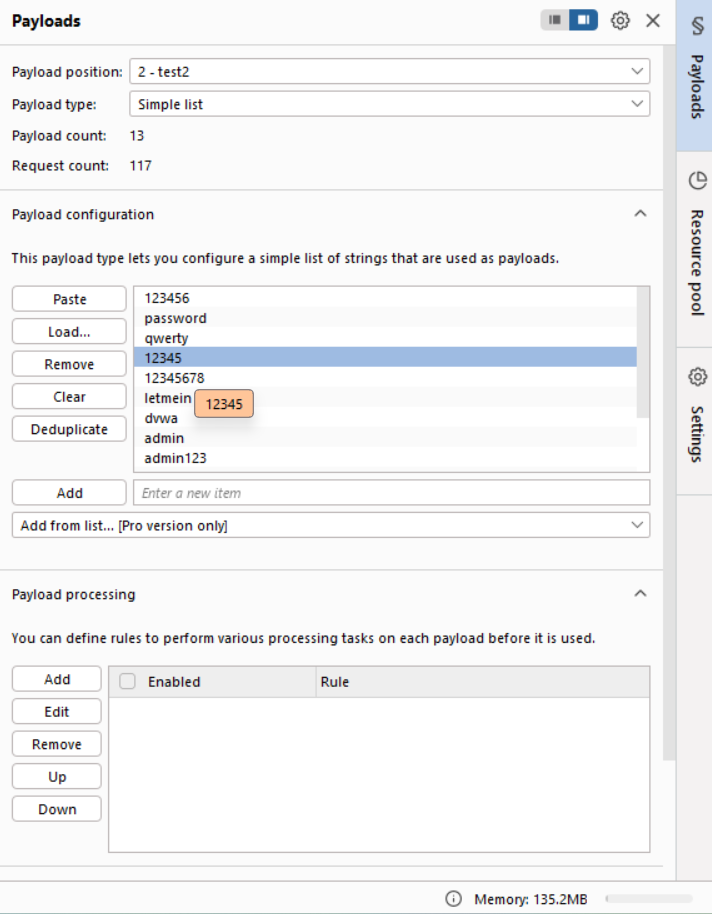 Payloads
Payload position: 2 - test2
Payload type: Simple list
Payload count: 13
Request count: 117
Payload configuration
This payload type lets you configure a simple list of strings that are used as payloads.
Paste
Load...
Remove
Clear
Deduplicate
123456
password
qwerty
12345
12345678
letmein
12345
dvwa
admin
admin123
Add Enter a new item
Add from list... [Pro version only]
Payload processing
You can define rules to perform various processing tasks on each payload before it is used.
Add
Edit
Remove
Up
Down
Enabled Rule
Memory: 135.2MB
§ Payloads
Resource pool
Settings